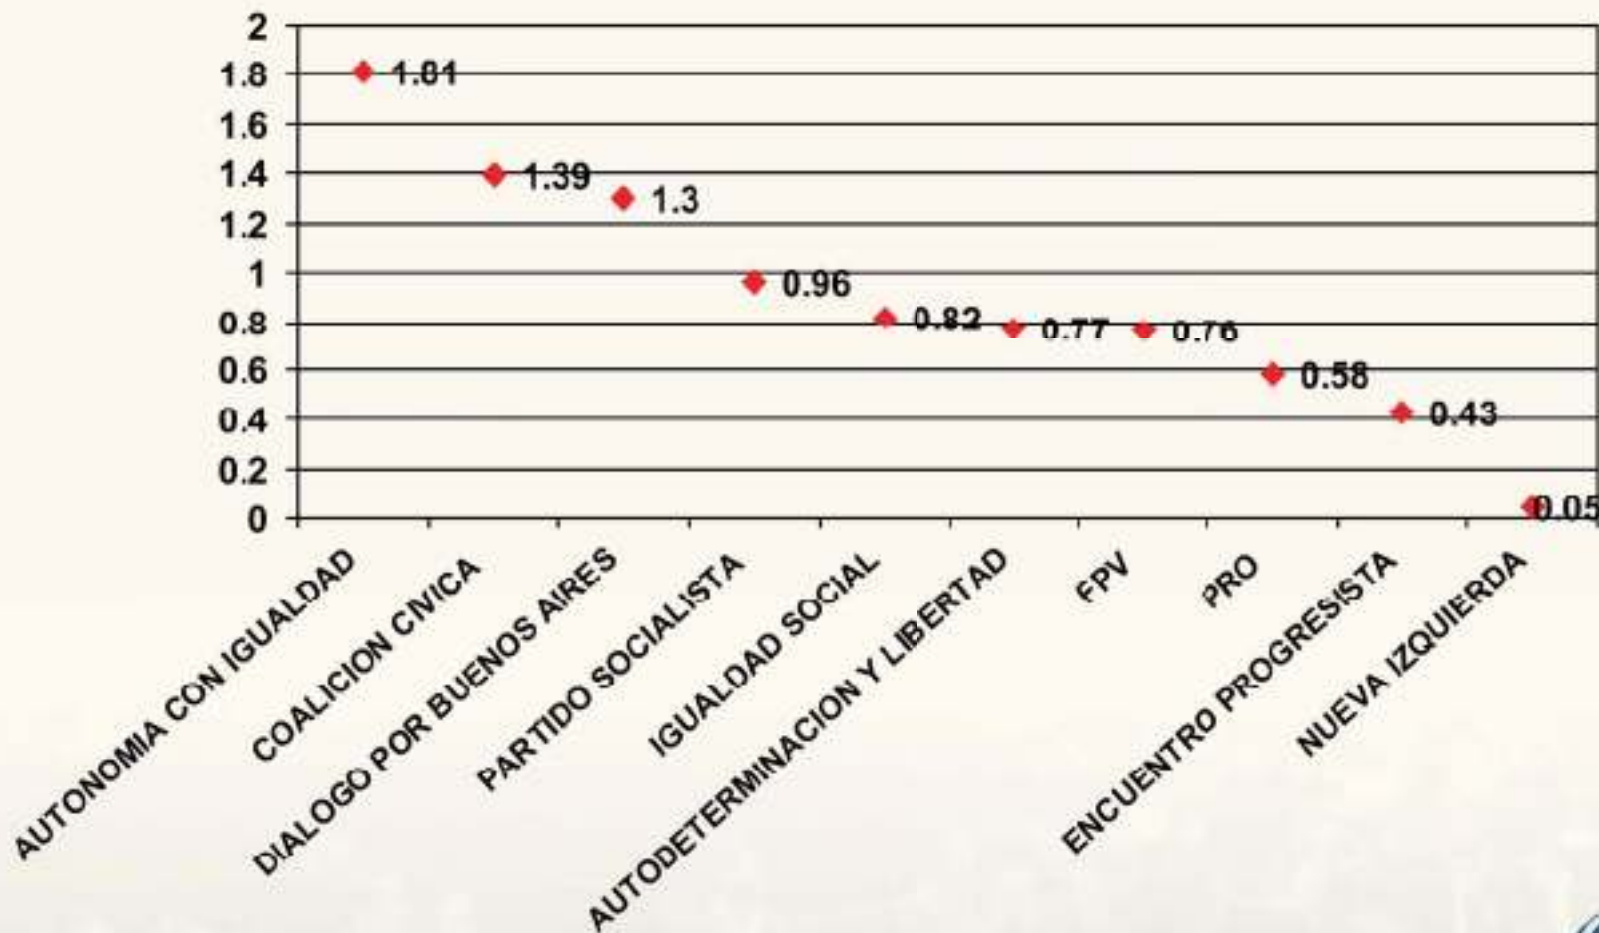 2
1.8
1.6
1.4
1.2
1
0.8
0.6
0.4
0.2
0
1.81
1.39
1.3
0.96
0.82
0.77
0.76
0.58
0.43
0.05
AUTONOMIA CON IGUALDAD
COALICION CIVICA
DIALOGO POR BUENOS AIRES
PARTIDO SOCIALISTA
IGUALDAD SOCIAL
AUTODETERMINACION Y LIBERTAD
FPV
PRO
ENCUENTRO PROGRESISTA
NUEVA IZQUIERDA